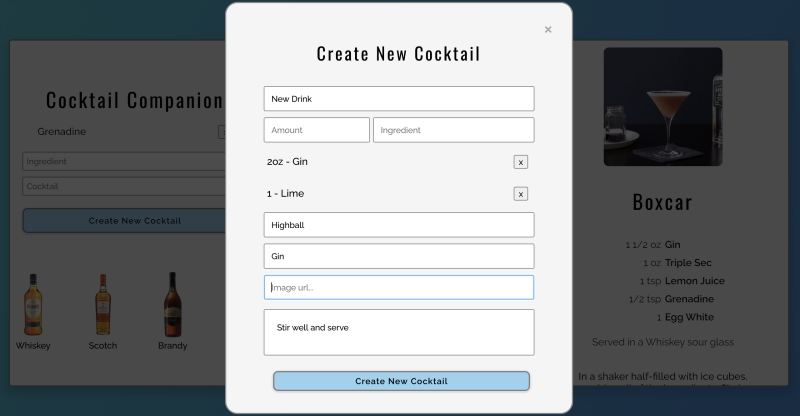 ×
Create New Cocktail
New Drink
Amount Ingredient
2oz - Gin x
1 - Lime x
Highball
Gin
Image url...
Stir well and serve
Create New Cocktail
Cocktail Companion
Grenadine
Ingredient
Cocktail
Create New Cocktail
Whiskey Scotch Brandy
Boxcar
1 1/2 oz Gin
1 oz Triple Sec
1 tsp Lemon Juice
1/2 tsp Grenadine
1 Egg White
Served in a Whiskey sour glass
In a shaker half-filled with ice cubes,